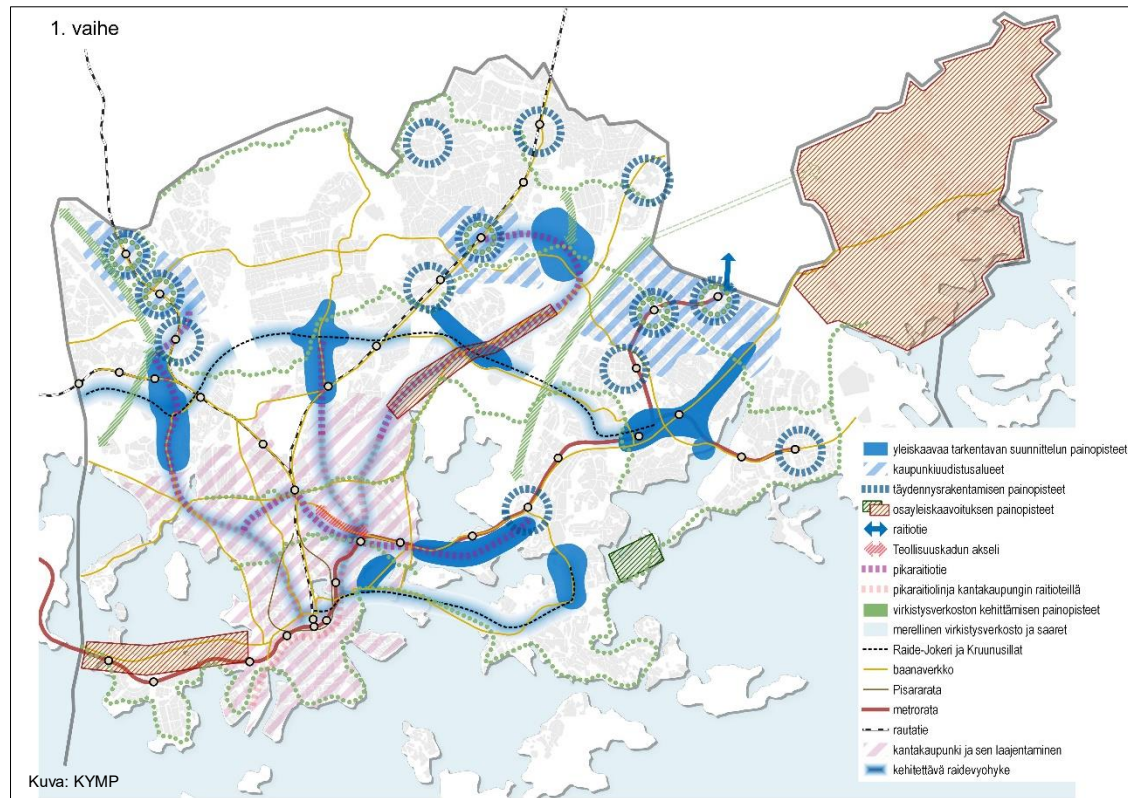 1. vaihe
yleiskaavaa tarkentavan suunnittelun painopisteet
kaupunkiuudistusalueet
täydennysrakentamisen painopisteet
osayleiskaavoituksen painopisteet
raitiotie
Teollisuuskadun akseli
pikaraitiotie
pikaraitiolinja kantakaupungin raitioteillä
virkistysverkoston kehittämisen painopisteet
merellinen virkistysverkosto ja saaret
Raide-Jokeri ja Kruunusillat
baanaverkko
Pisararata
metrorata
rautatie
kantakaupunki ja sen laajentaminen
kehitettävä raidevyöhyke
Kuva: KYMP